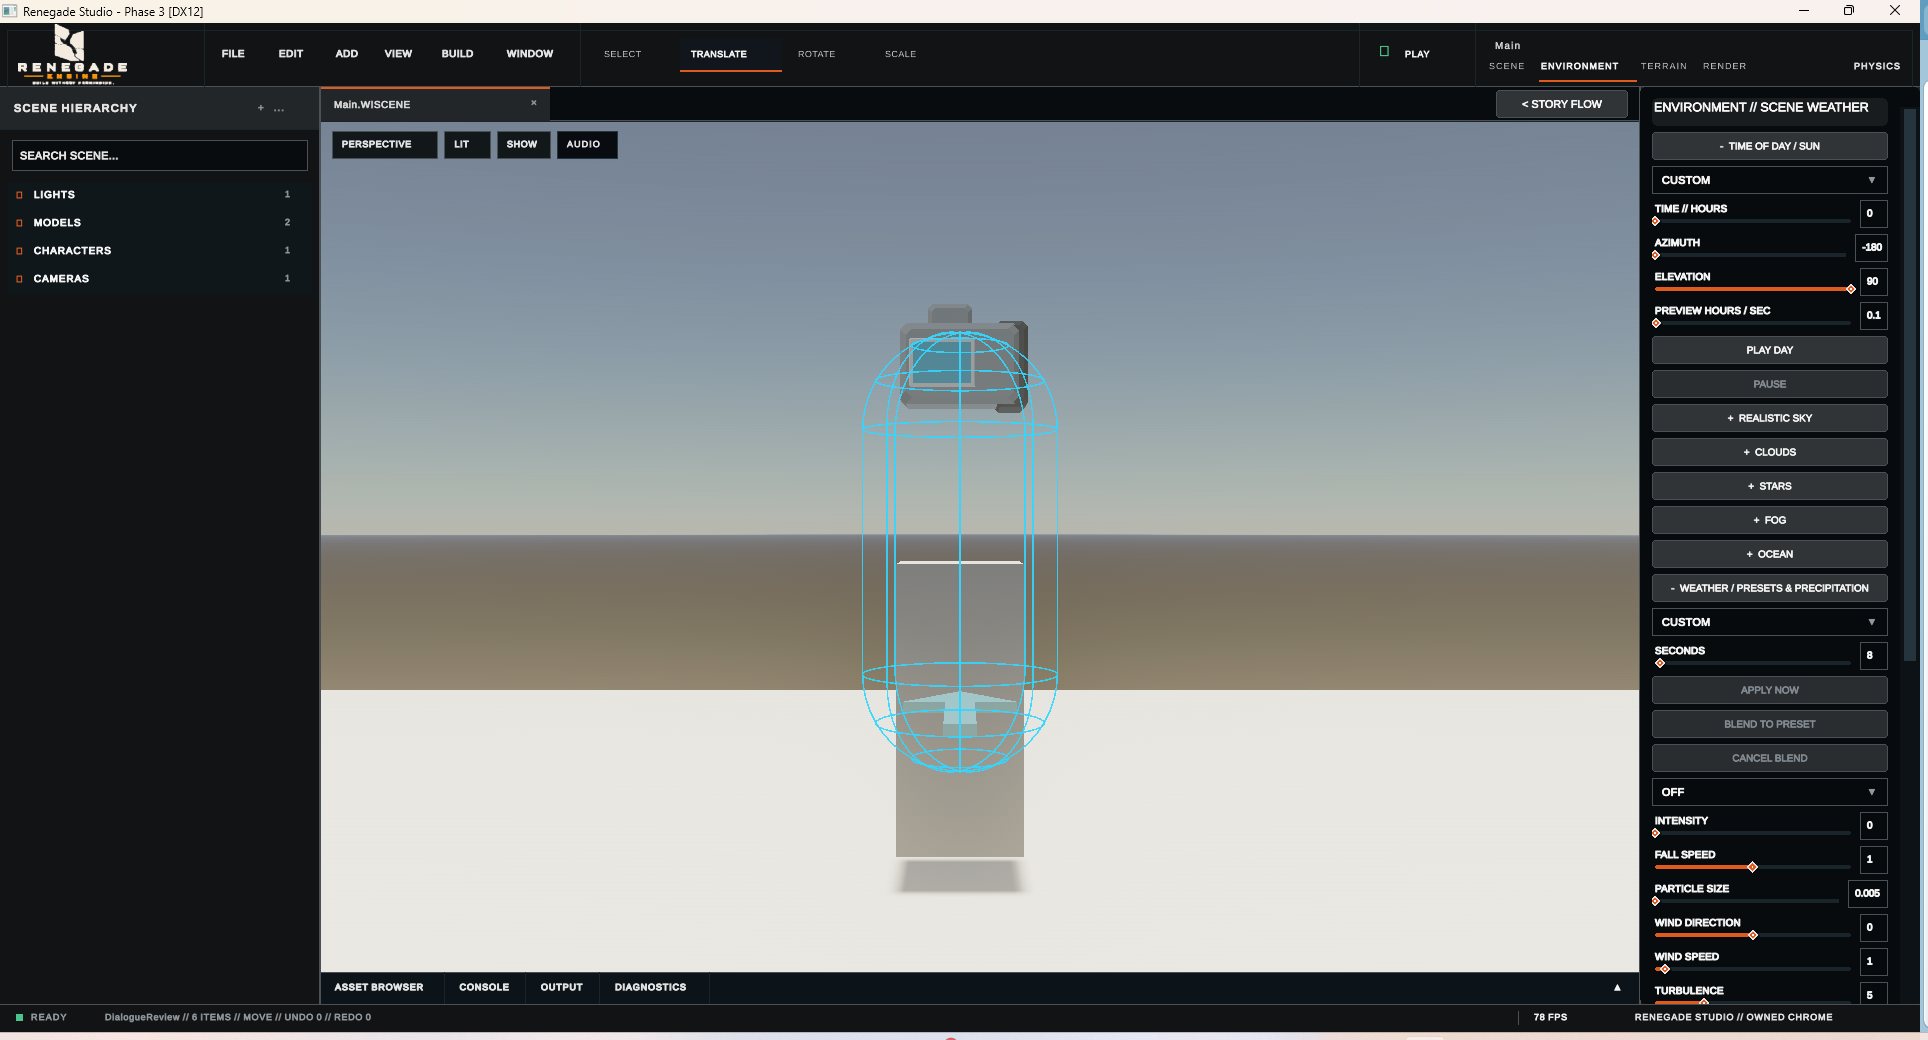 Renegade Studio - Phase 3 [DX12]
RENEGADE
ENGINE
FILE EDIT ADD VIEW BUILD WINDOW SELECT TRANSLATE ROTATE SCALE PLAY
Main
SCENE ENVIRONMENT TERRAIN RENDER PHYSICS
SCENE HIERARCHY + ...
SEARCH SCENE...
LIGHTS 1
MODELS 2
CHARACTERS 1
CAMERAS 1
Main.WISCENE ×
< STORY FLOW
PERSPECTIVE LIT SHOW AUDIO
ENVIRONMENT // SCENE WEATHER
- TIME OF DAY / SUN
CUSTOM ▼
TIME // HOURS 0
AZIMUTH -180
ELEVATION 90
PREVIEW HOURS / SEC 0.1
PLAY DAY
PAUSE
+ REALISTIC SKY
+ CLOUDS
+ STARS
+ FOG
+ OCEAN
- WEATHER / PRESETS & PRECIPITATION
CUSTOM ▼
SECONDS 8
APPLY NOW
BLEND TO PRESET
CANCEL BLEND
OFF ▼
INTENSITY 0
FALL SPEED 1
PARTICLE SIZE 0.005
WIND DIRECTION 0
WIND SPEED 1
TURBULENCE 5
ASSET BROWSER CONSOLE OUTPUT DIAGNOSTICS ▲
READY DialogueReview // 6 ITEMS // MOVE // UNDO 0 // REDO 0 78 FPS RENEGADE STUDIO // OWNED CHROME